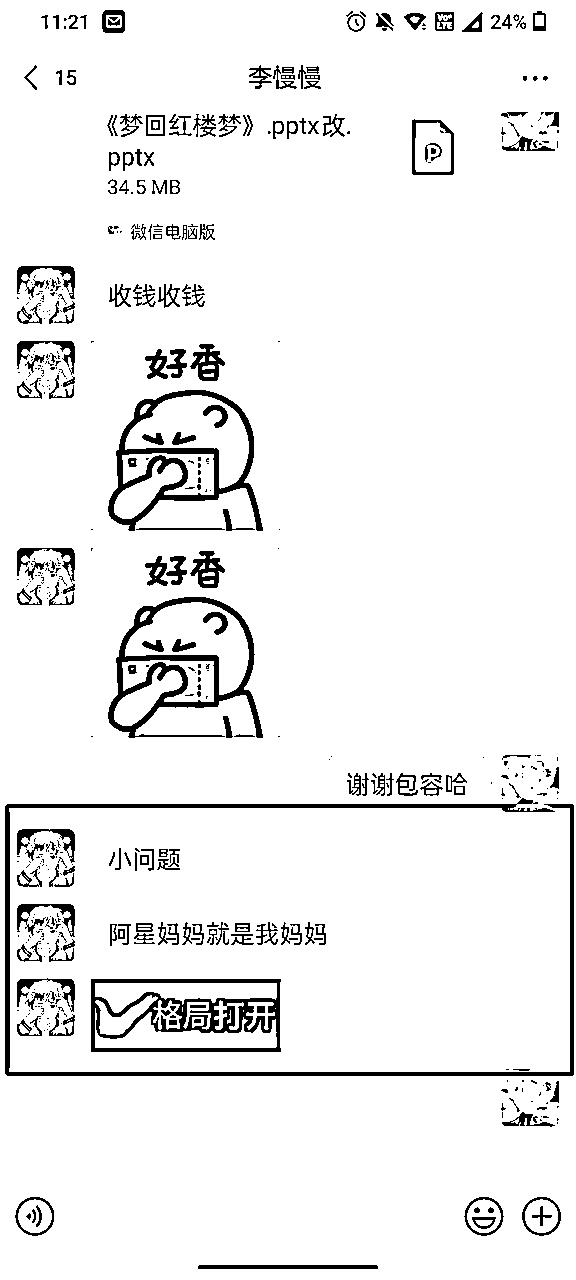 11:21
24%
15
李慢慢
《梦回红楼梦》.pptx改.
pptx
34.5 MB
微信电脑版
收钱收钱
好香
好香
谢谢包容哈
小问题
阿星妈妈就是我妈妈
格局打开